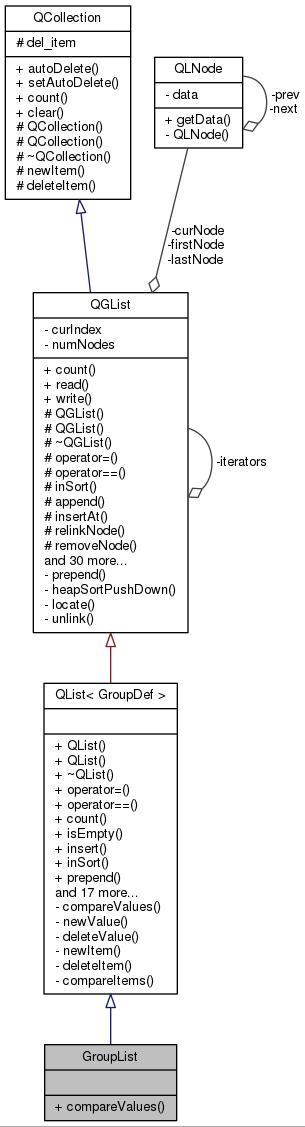 QCollection
# del_item
+ autoDelete()
+ setAutoDelete()
+ count()
+ clear()
# QCollection()
# QCollection()
# ~QCollection()
# newItem()
# deleteItem()
QLNode
- data
+ getData()
- QLNode()
-prev
-next
-curNode
-firstNode
-lastNode
QGList
- curIndex
- numNodes
+ count()
+ read()
+ write()
# QGList()
# QGList()
# ~QGList()
# operator=()
# operator==()
# inSort()
# append()
# insertAt()
# relinkNode()
# removeNode()
and 30 more...
- prepend()
- heapSortPushDown()
- locate()
- unlink()
-iterators
QList< GroupDef >
+ QList()
+ QList()
+ ~QList()
+ operator=()
+ operator==()
+ count()
+ isEmpty()
+ insert()
+ inSort()
+ prepend()
and 17 more...
- compareValues()
- newValue()
- deleteValue()
- newItem()
- deleteItem()
- compareItems()
GroupList
+ compareValues()